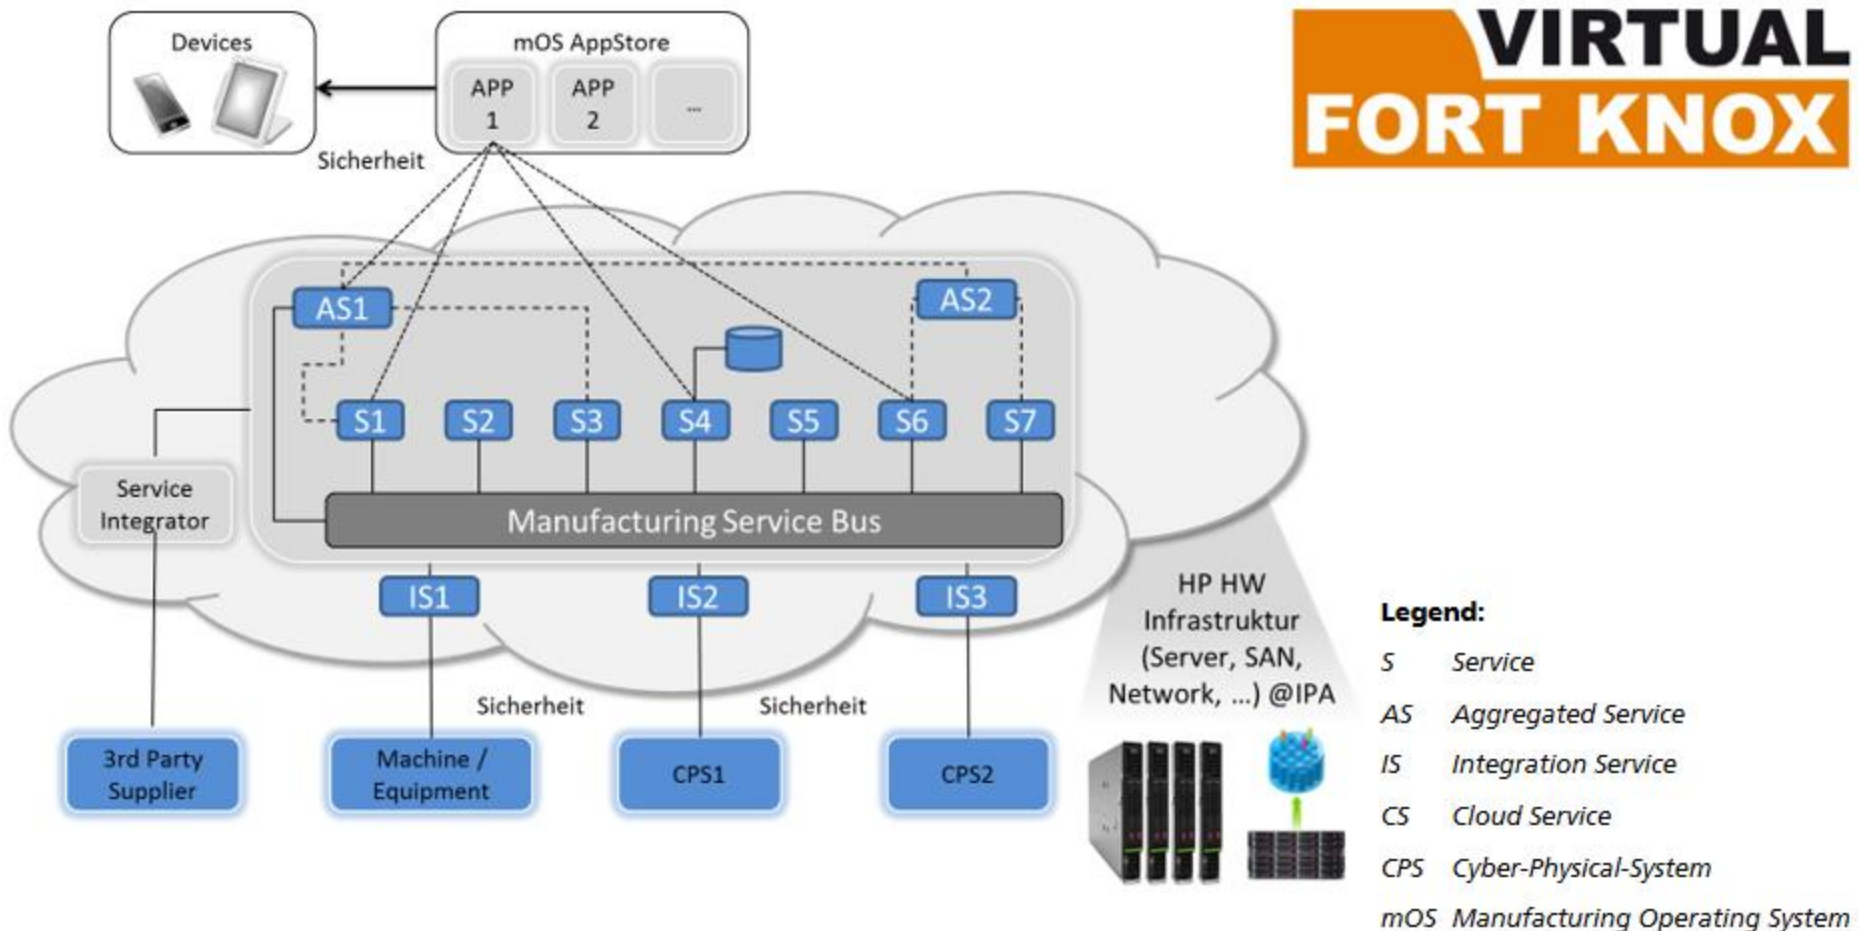 Devices
mOS AppStore
APP
1
APP
2
...
VIRTUAL
FORT KNOX
Sicherheit
AS1
AS2
S1
S2
S3
S4
S5
S6
S7
Service
Integrator
Manufacturing Service Bus
IS1
IS2
IS3
HP HW
Infrastruktur
(Server, SAN,
Network, ...) @IPA
Sicherheit
Sicherheit
3rd Party
Supplier
Machine /
Equipment
CPS1
CPS2
Legend:
S Service
AS Aggregated Service
IS Integration Service
CS Cloud Service
CPS Cyber-Physical-System
mOS Manufacturing Operating System